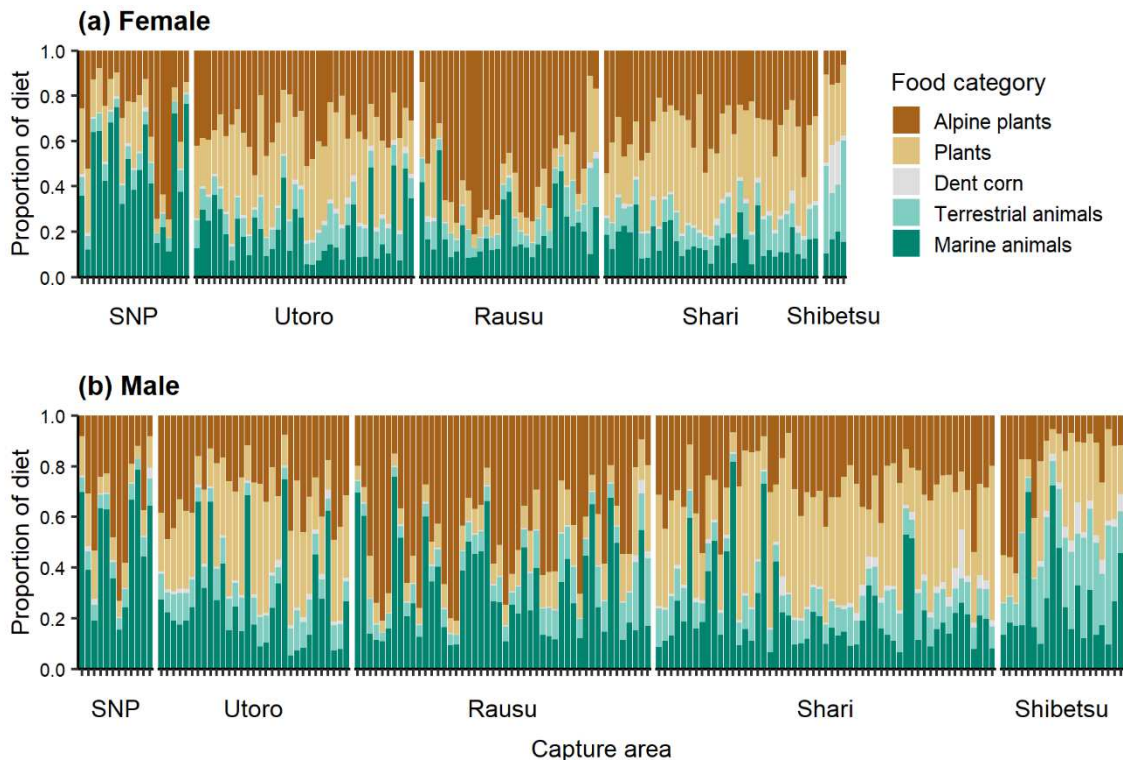 (a) Female
1.0
0.8
0.6
0.4
0.2
0.0
Proportion of diet
SNP Utoro Rausu Shari Shibetsu
Food category
Alpine plants
Plants
Dent corn
Terrestrial animals
Marine animals
(b) Male
1.0
0.8
0.6
0.4
0.2
0.0
Proportion of diet
SNP Utoro Rausu Shari Shibetsu
Capture area